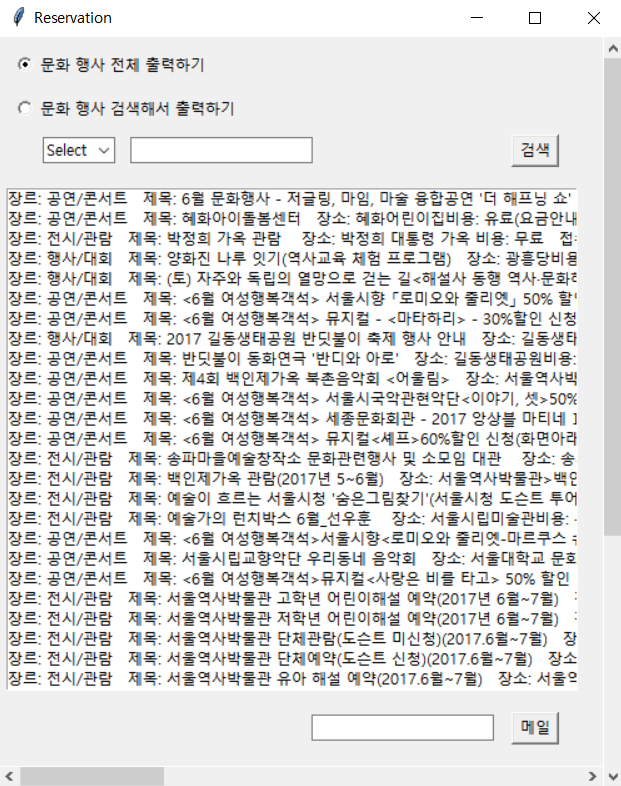 Reservation
문화 행사 전체 출력하기
문화 행사 검색해서 출력하기
Select 검색
장르: 공연/콘서트 제목: 6월 문화행사 - 저글링, 마임, 마술 융합공연 '더 해프닝 쇼'
장르: 공연/콘서트 제목: 혜화아이돌봄센터 장소: 혜화어린이집비용: 유료(요금안내
장르: 전시/관람 제목: 박정희 가옥 관람 장소: 박정희 대통령 가옥 비용: 무료
장르: 행사/대회 제목: 양화진 나루 잇기(역사교육 체험 프로그램) 장소: 광흥당비용
장르: 행사/대회 제목: (토) 자주와 독립의 열망으로 걷는 길<해설사 동행 역사·문화
장르: 공연/콘서트 제목: <6월 여성행복객석> 서울시향 「로미오와 줄리엣」 50%
장르: 공연/콘서트 제목: <6월 여성행복객석> 뮤지컬 - <마타하리> - 30%할인 신청
장르: 행사/대회 제목: 2017 길동생태공원 반딧불이 축제 행사 안내 장소: 길동생태
장르: 공연/콘서트 제목: 반딧불이 동화연극 '반디와 아로' 장소: 길동생태공원비용:
장르: 공연/콘서트 제목: 제4회 백인제가옥 북촌음악회 <어울림> 장소: 서울역사박
장르: 공연/콘서트 제목: <6월 여성행복객석> 서울시국악관현악단<이야기, 셋>50%
장르: 공연/콘서트 제목: <6월 여성행복객석> 세종문화회관 - 2017 앙상블 마티네
장르: 공연/콘서트 제목: <6월 여성행복객석> 뮤지컬<셰프>60%할인 신청(화면아래
장르: 전시/관람 제목: 송파마을예술창작소 문화관련행사 및 소모임 대관 장소: 송
장르: 전시/관람 제목: 백인제가옥 관람(2017년 5~6월) 장소: 서울역사박물관>백인
장르: 전시/관람 제목: 예술이 흐르는 서울시청 '숨은그림찾기'(서울시청 도슨트 투어
장르: 전시/관람 제목: 예술가의 런치박스 6월_선우훈 장소: 서울시립미술관비용:
장르: 공연/콘서트 제목: <6월 여성행복객석>서울시향<로미오와 줄리엣-마르쿠스
장르: 공연/콘서트 제목: 서울시립교향악단 우리동네 음악회 장소: 서울대학교 문화
장르: 공연/콘서트 제목: <6월 여성행복객석>뮤지컬<사랑은 비를 타고> 50% 할인
장르: 전시/관람 제목: 서울역사박물관 고학년 어린이해설 예약(2017년 6월~7월)
장르: 전시/관람 제목: 서울역사박물관 저학년 어린이해설 예약(2017년 6월~7월)
장르: 전시/관람 제목: 서울역사박물관 단체관람(도슨트 미신청)(2017.6월~7월) 장
장르: 전시/관람 제목: 서울역사박물관 단체예약(도슨트 신청)(2017.6월~7월) 장소
장르: 전시/관람 제목: 서울역사박물관 유아 해설 예약(2017.6월~7월) 장소: 서울역
메일